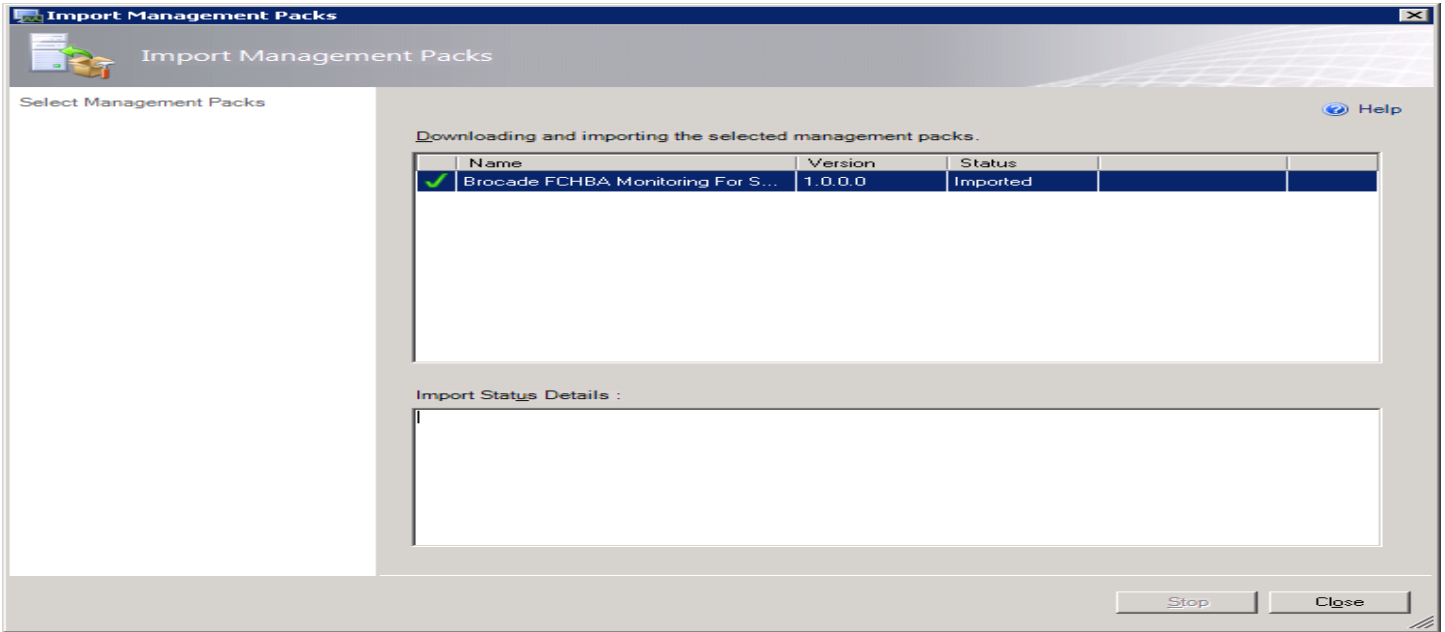 Import Management Packs
Import Management Packs
Select Management Packs
Help
Downloading and importing the selected management packs.
Name Version Status
Brocade FCHBA Monitoring For S... 1.0.0.0 Imported
Import Status Details :
Stop Close